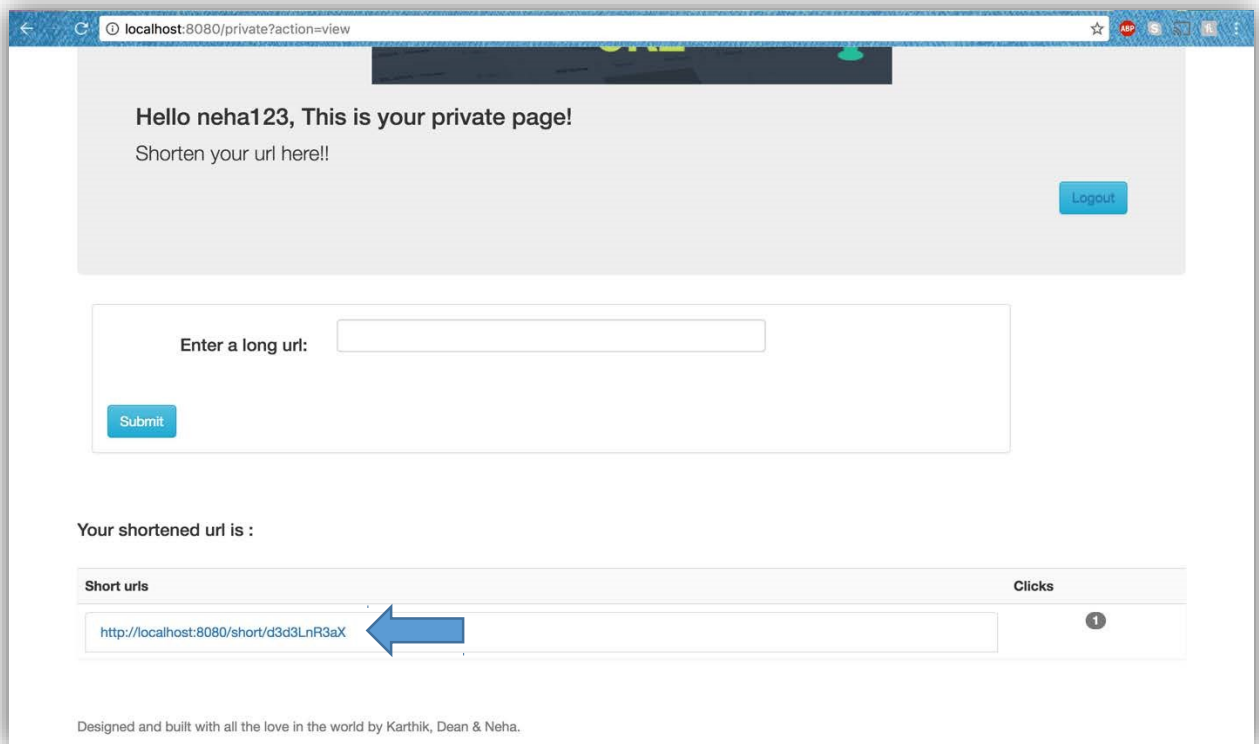 localhost:8080/private?action=view
ABP
Hello neha123, This is your private page!
Shorten your url here!!
Logout
Enter a long url:
Submit
Your shortened url is :
Short urls Clicks
http://localhost:8080/short/d3d3LnR3aX 1
Designed and built with all the love in the world by Karthik, Dean & Neha.